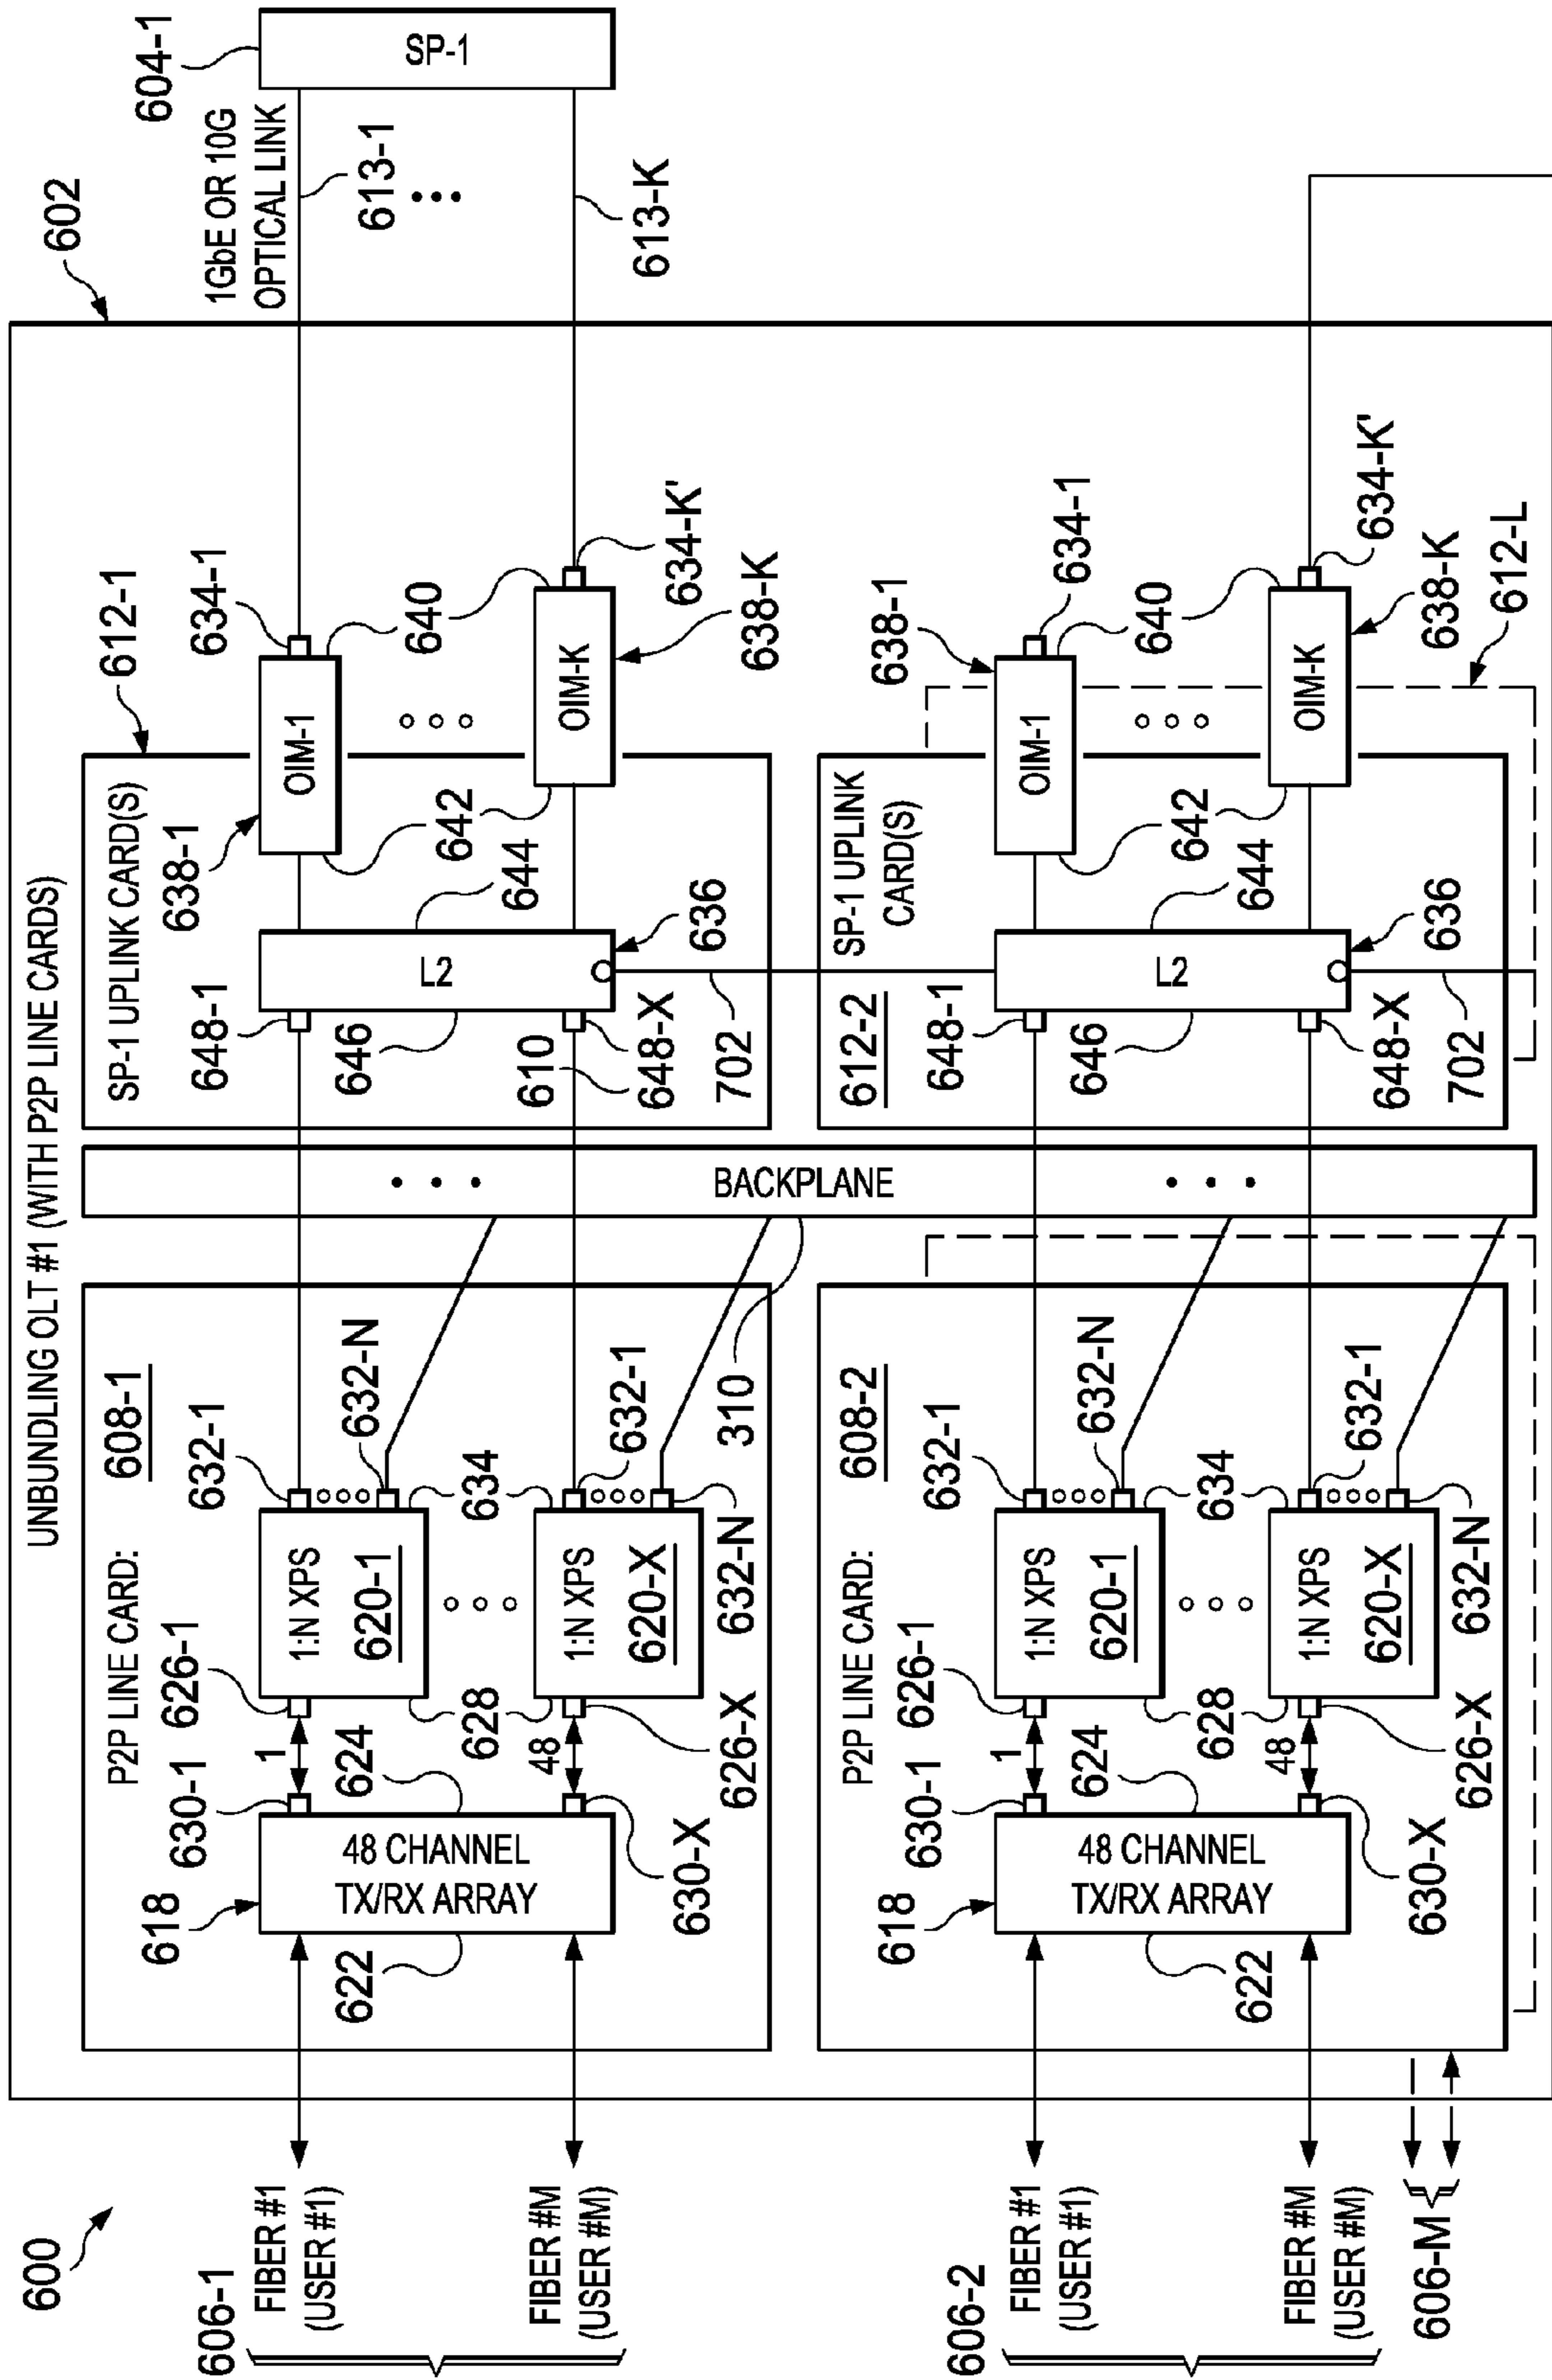 600
UNBUNDLING OLT #1 (WITH P2P LINE CARDS)
602
606-1
FIBER #1
(USER #1)
FIBER #M
(USER #M)
P2P LINE CARD:
608-1
618
622
48 CHANNEL
TX/RX ARRAY
624
630-1
630-X
1
48
626-1
626-X
628
1:N XPS
620-1
1:N XPS
620-X
632-1
632-N
634
632-1
632-N
310
BACKPLANE
SP-1 UPLINK CARD(S)
612-1
648-1
646
610
648-X
702
L2
644
636
642
638-1
OIM-1
OIM-K
640
634-1
634-K'
638-K
1GbE OR 10G
OPTICAL LINK
613-1
613-K
604-1
SP-1
606-2
FIBER #1
(USER #1)
FIBER #M
(USER #M)
606-M
P2P LINE CARD:
608-2
618
622
48 CHANNEL
TX/RX ARRAY
624
630-1
630-X
1
48
626-1
626-X
628
1:N XPS
620-1
1:N XPS
620-X
632-1
632-N
634
632-1
632-N
612-2
SP-1 UPLINK
CARD(S)
648-1
646
648-X
702
L2
644
636
642
638-1
OIM-1
OIM-K
640
634-1
634-K'
638-K
612-L